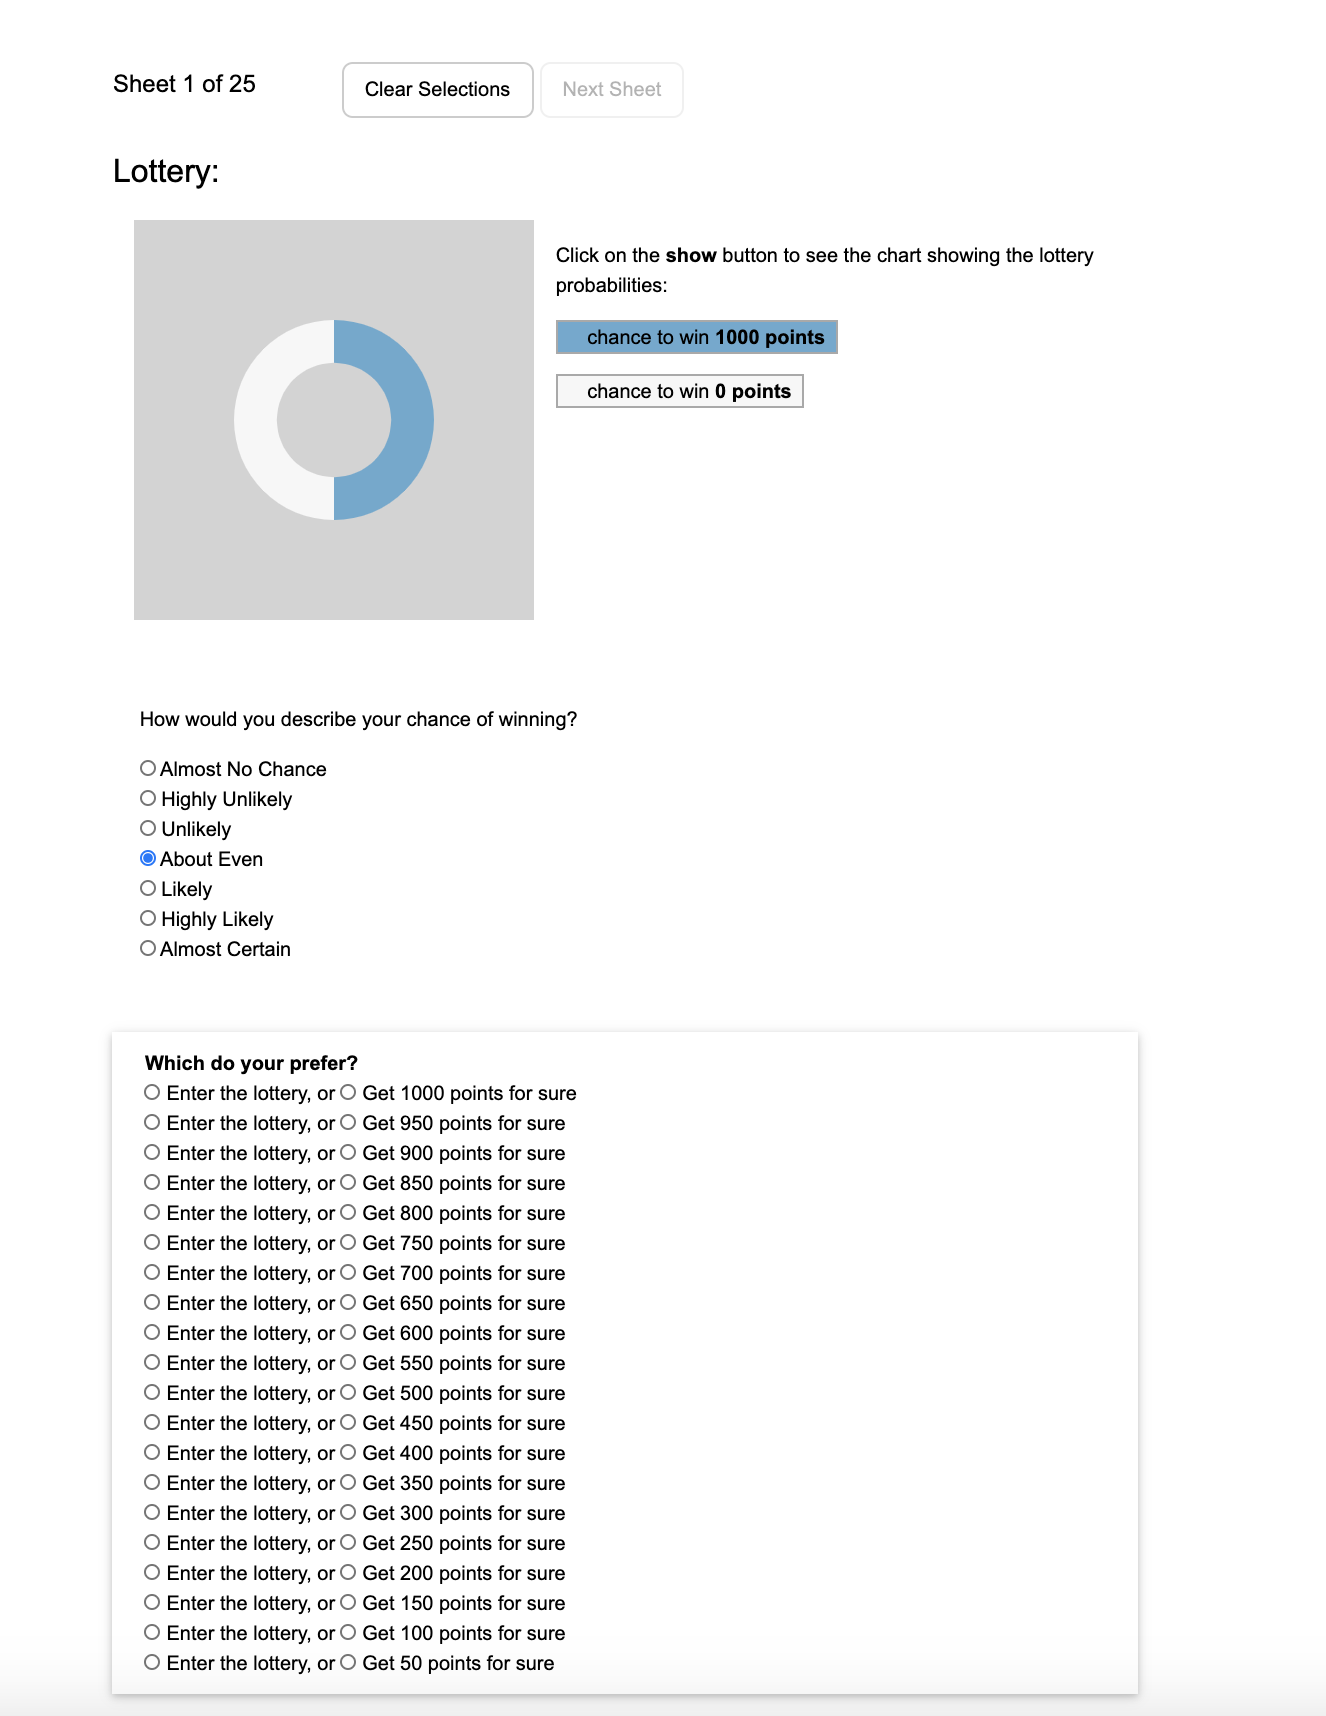 Sheet 1 of 25
Clear Selections
Next Sheet
Lottery:
Click on the show button to see the chart showing the lottery
probabilities:
chance to win 1000 points
chance to win 0 points
How would you describe your chance of winning?
Almost No Chance
Highly Unlikely
Unlikely
About Even
Likely
Highly Likely
Almost Certain
Which do your prefer?
Enter the lottery, or Get 1000 points for sure
Enter the lottery, or Get 950 points for sure
Enter the lottery, or Get 900 points for sure
Enter the lottery, or Get 850 points for sure
Enter the lottery, or Get 800 points for sure
Enter the lottery, or Get 750 points for sure
Enter the lottery, or Get 700 points for sure
Enter the lottery, or Get 650 points for sure
Enter the lottery, or Get 600 points for sure
Enter the lottery, or Get 550 points for sure
Enter the lottery, or Get 500 points for sure
Enter the lottery, or Get 450 points for sure
Enter the lottery, or Get 400 points for sure
Enter the lottery, or Get 350 points for sure
Enter the lottery, or Get 300 points for sure
Enter the lottery, or Get 250 points for sure
Enter the lottery, or Get 200 points for sure
Enter the lottery, or Get 150 points for sure
Enter the lottery, or Get 100 points for sure
Enter the lottery, or Get 50 points for sure